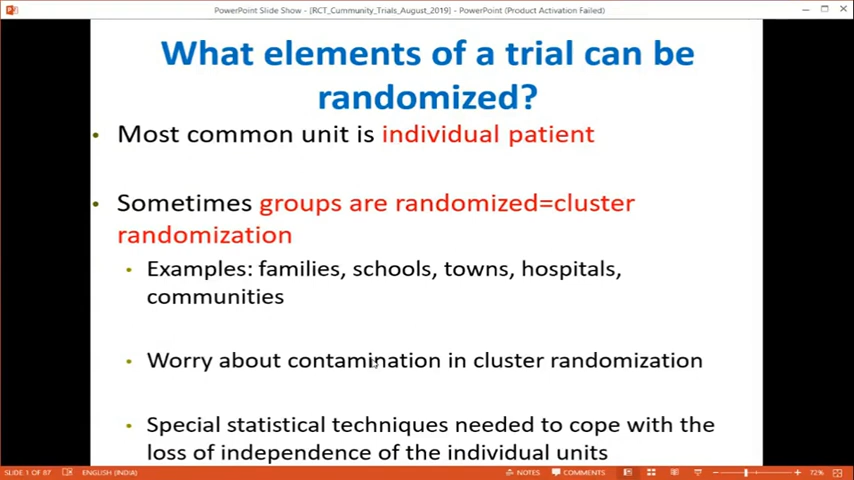 PowerPoint Slide Show - [RCT_Cummunity_Trials_August_2019] - PowerPoint (Product Activation Failed)
What elements of a trial can be
randomized?
• Most common unit is individual patient
• Sometimes groups are randomized=cluster
randomization
• Examples: families, schools, towns, hospitals,
communities
• Worry about contamination in cluster randomization
• Special statistical techniques needed to cope with the
loss of independence of the individual units
SLIDE 1 OF 87 ENGLISH (INDIA) NOTES COMMENTS 72%